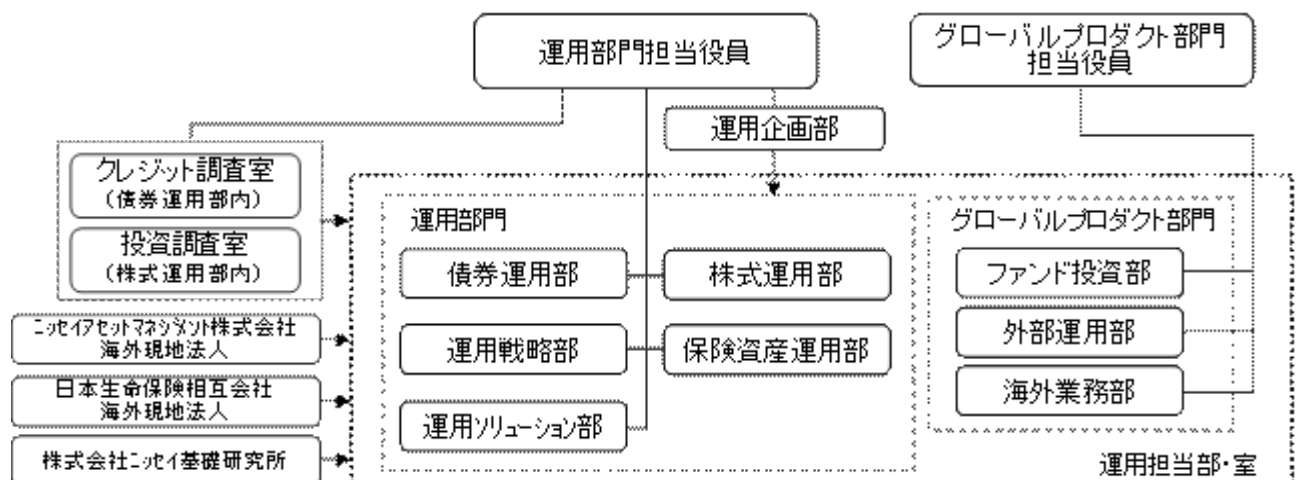 運用部門担当役員
グローバルプロダクト部門
担当役員
運用企画部
クレジット調査室
（債券運用部内）
投資調査室
（株式運用部内）
ニッセイアセットマネジメント株式会社
海外現地法人
日本生命保険相互会社
海外現地法人
株式会社ニッセイ基礎研究所
運用部門
債券運用部
株式運用部
運用戦略部
保険資産運用部
運用ソリューション部
グローバルプロダクト部門
ファンド投資部
外部運用部
海外業務部
運用担当部・室